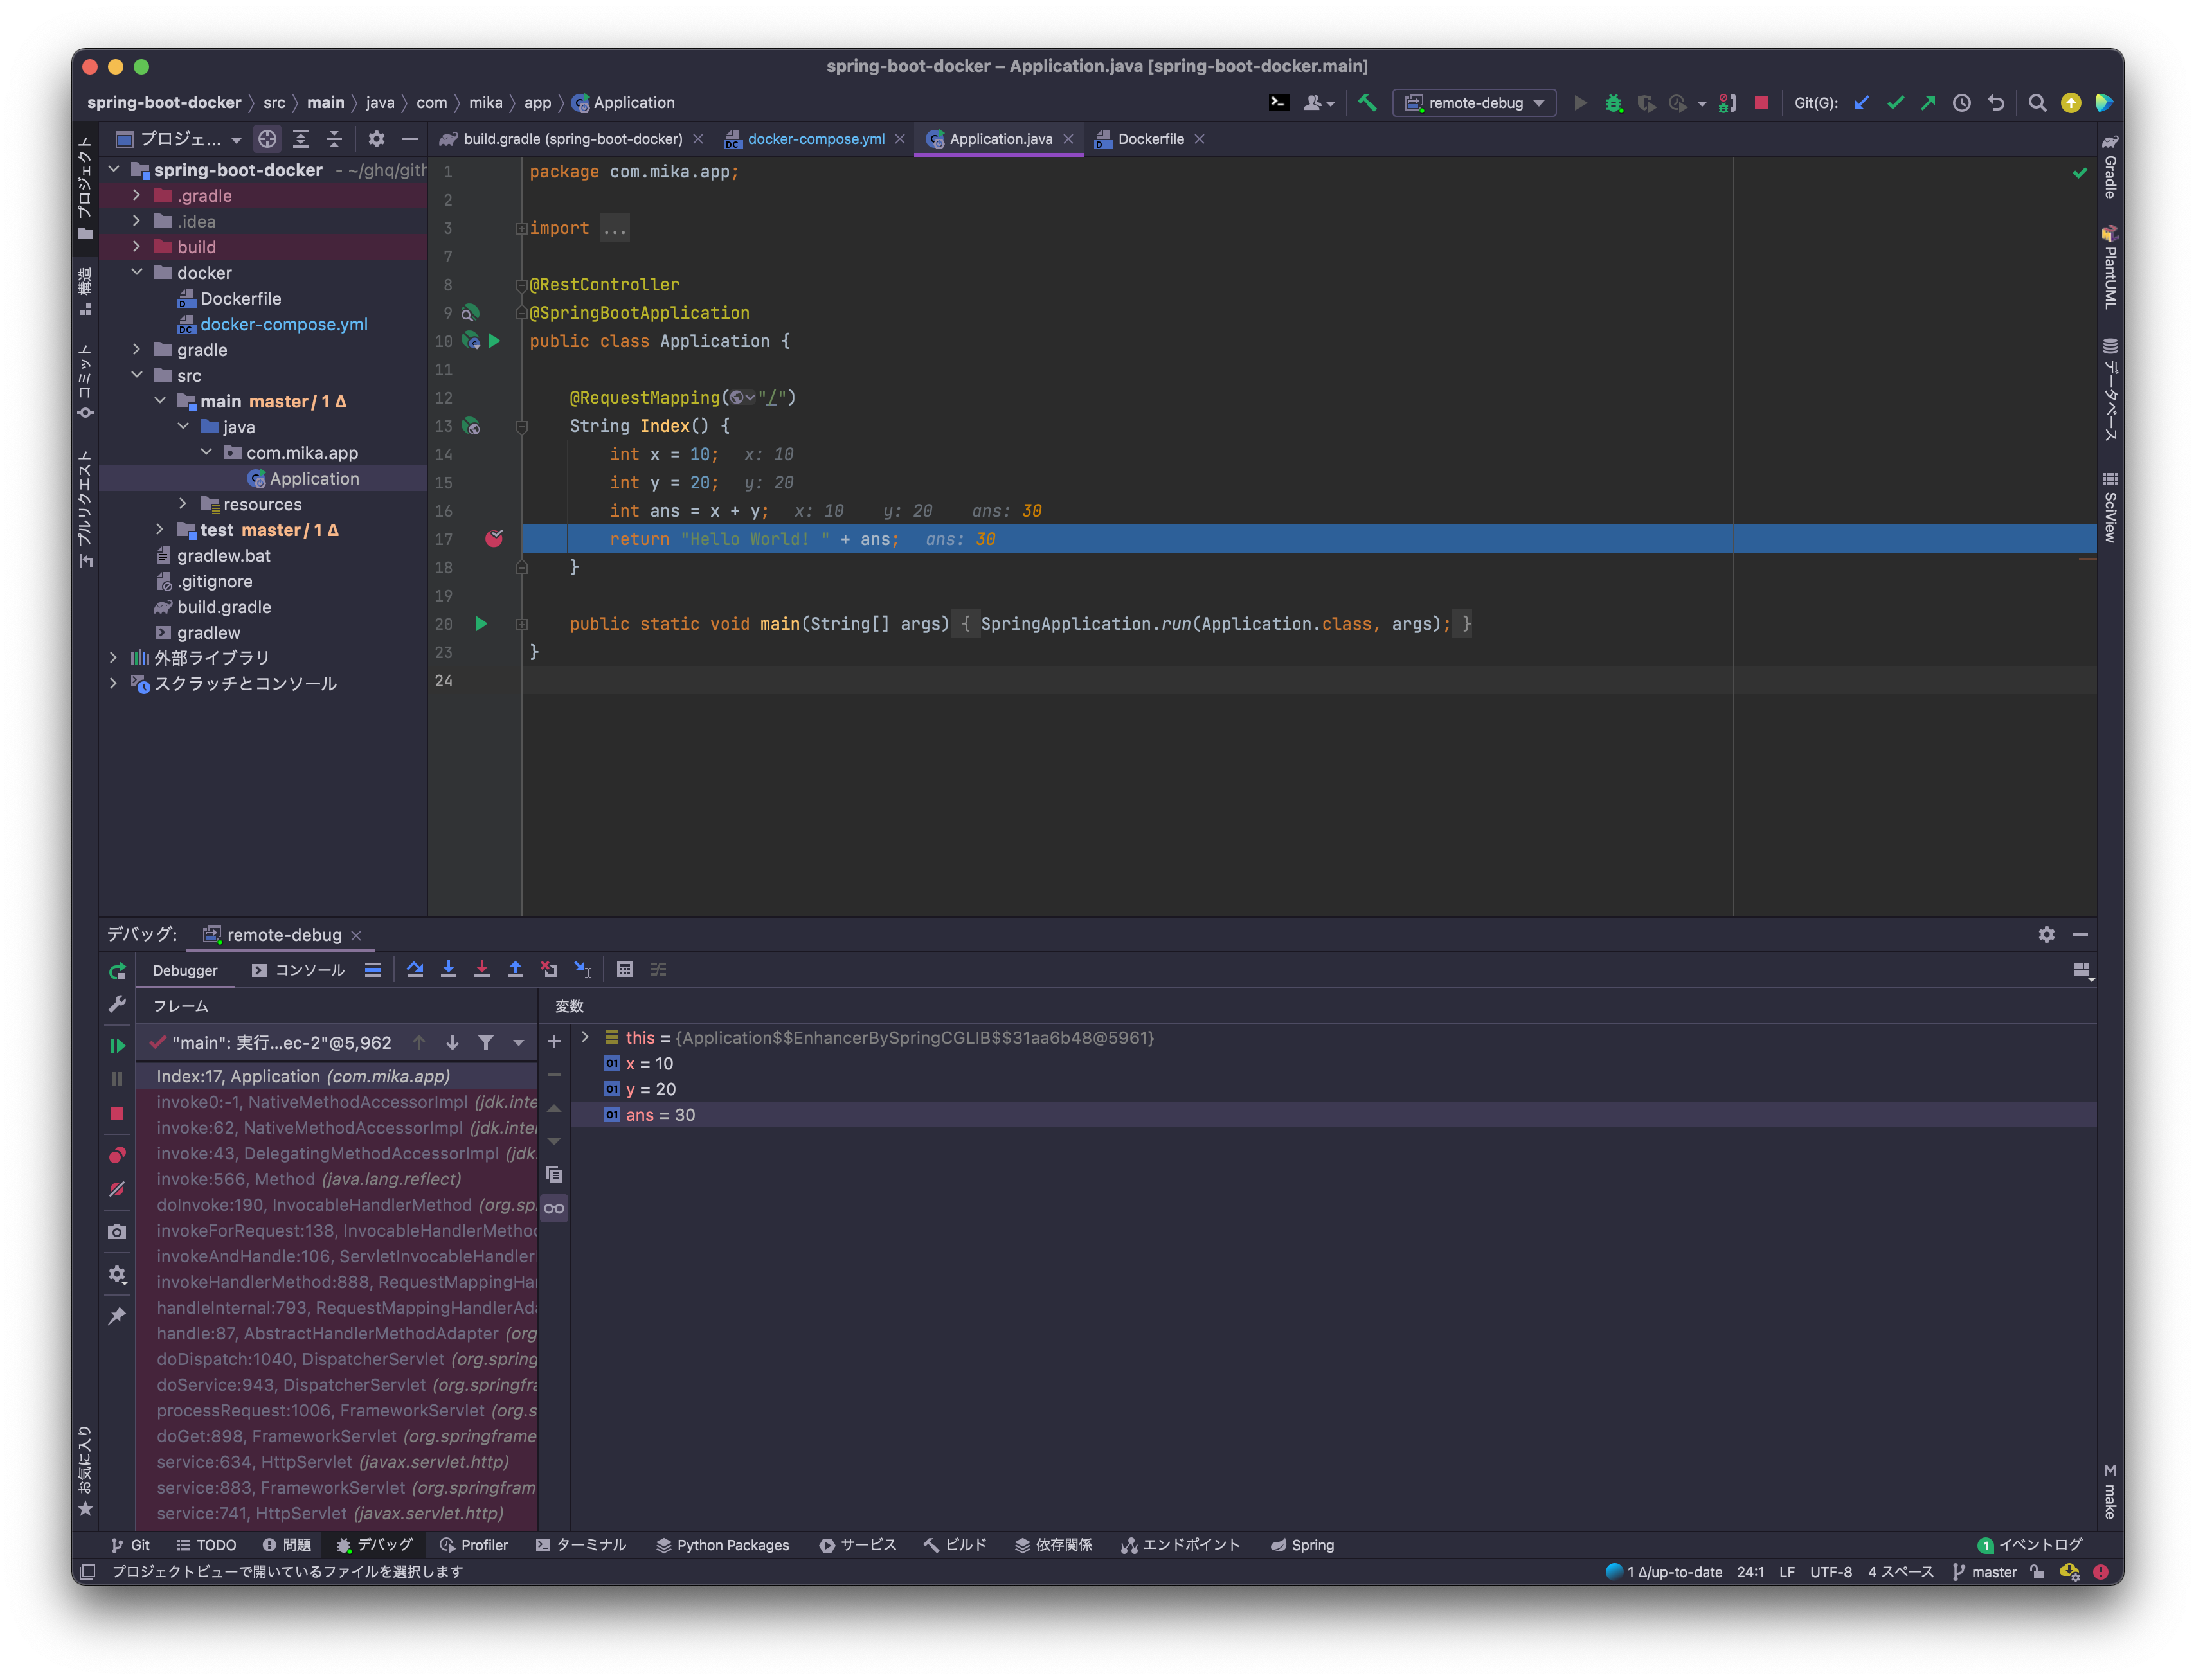 spring-boot-docker – Application.java [spring-boot-docker.main]
spring-boot-docker 〉 src 〉 main 〉 java 〉 com 〉 mika 〉 app 〉 Application
remote-debug
Git(G):
プロジェ...
build.gradle (spring-boot-docker)
docker-compose.yml
Application.java
Dockerfile
プロジェクト
構造
コミット
プルリクエスト
お気に入り
spring-boot-docker - ~/ghq/gith
.gradle
.idea
build
docker
Dockerfile
docker-compose.yml
gradle
src
main master / 1 Δ
java
com.mika.app
Application
resources
test master / 1 Δ
gradlew.bat
.gitignore
build.gradle
gradlew
外部ライブラリ
スクラッチとコンソール
1 package com.mika.app;
2
3 import ...
7
8 @RestController
9 @SpringBootApplication
10 public class Application {
11
12 @RequestMapping("/")
13 String Index() {
14 int x = 10; x: 10
15 int y = 20; y: 20
16 int ans = x + y; x: 10 y: 20 ans: 30
17 return "Hello World! " + ans; ans: 30
18 }
19
20 public static void main(String[] args) { SpringApplication.run(Application.class, args); }
23 }
24
Gradle
PlantUML
データベース
SciView
make
デバッグ: remote-debug
Debugger コンソール
フレーム
変数
"main": 実行...ec-2"@5,962
Index:17, Application (com.mika.app)
invoke0:-1, NativeMethodAccessorImpl (jdk.inte
invoke:62, NativeMethodAccessorImpl (jdk.inter
invoke:43, DelegatingMethodAccessorImpl (jdk.
invoke:566, Method (java.lang.reflect)
doInvoke:190, InvocableHandlerMethod (org.sp
invokeForRequest:138, InvocableHandlerMethod
invokeAndHandle:106, ServletInvocableHandler
invokeHandlerMethod:888, RequestMappingHa
handleInternal:793, RequestMappingHandlerAda
handle:87, AbstractHandlerMethodAdapter (org
doDispatch:1040, DispatcherServlet (org.spring
doService:943, DispatcherServlet (org.springfra
processRequest:1006, FrameworkServlet (org.s
doGet:898, FrameworkServlet (org.springframe
service:634, HttpServlet (javax.servlet.http)
service:883, FrameworkServlet (org.springfram
service:741, HttpServlet (javax.servlet.http)
this = {Application$$EnhancerBySpringCGLIB$$31aa6b48@5961}
x = 10
y = 20
ans = 30
Git TODO 問題 デバッグ Profiler ターミナル Python Packages サービス ビルド 依存関係 エンドポイント Spring 1 イベントログ
プロジェクトビューで開いているファイルを選択します 1 Δ/up-to-date 24:1 LF UTF-8 4 スペース master